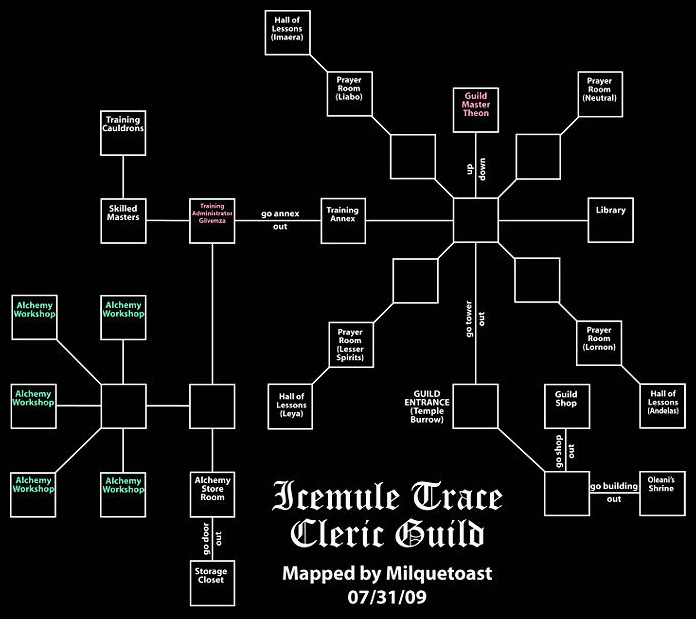 Hall of
Lessons
(Imaera)
Prayer
Room
(Liabo)
Guild
Master
Theon
Prayer
Room
(Neutral)
Training
Cauldrons
up
down
Skilled
Masters
Training
Administrator
Gilvenza
go annex
out
Training
Annex
Library
Alchemy
Workshop
Alchemy
Workshop
go tower
out
Prayer
Room
(Lesser
Spirits)
Prayer
Room
(Lornon)
Alchemy
Workshop
Hall of
Lessons
(Leya)
GUILD
ENTRANCE
(Temple
Burrow)
Guild
Shop
Hall of
Lessons
(Andelas)
go shop
out
Alchemy
Workshop
Alchemy
Workshop
Alchemy
Store
Room
go building
out
Oleani's
Shrine
go door
out
Storage
Closet
Icemule Trace
Cleric Guild
Mapped by Milquetoast
07/31/09